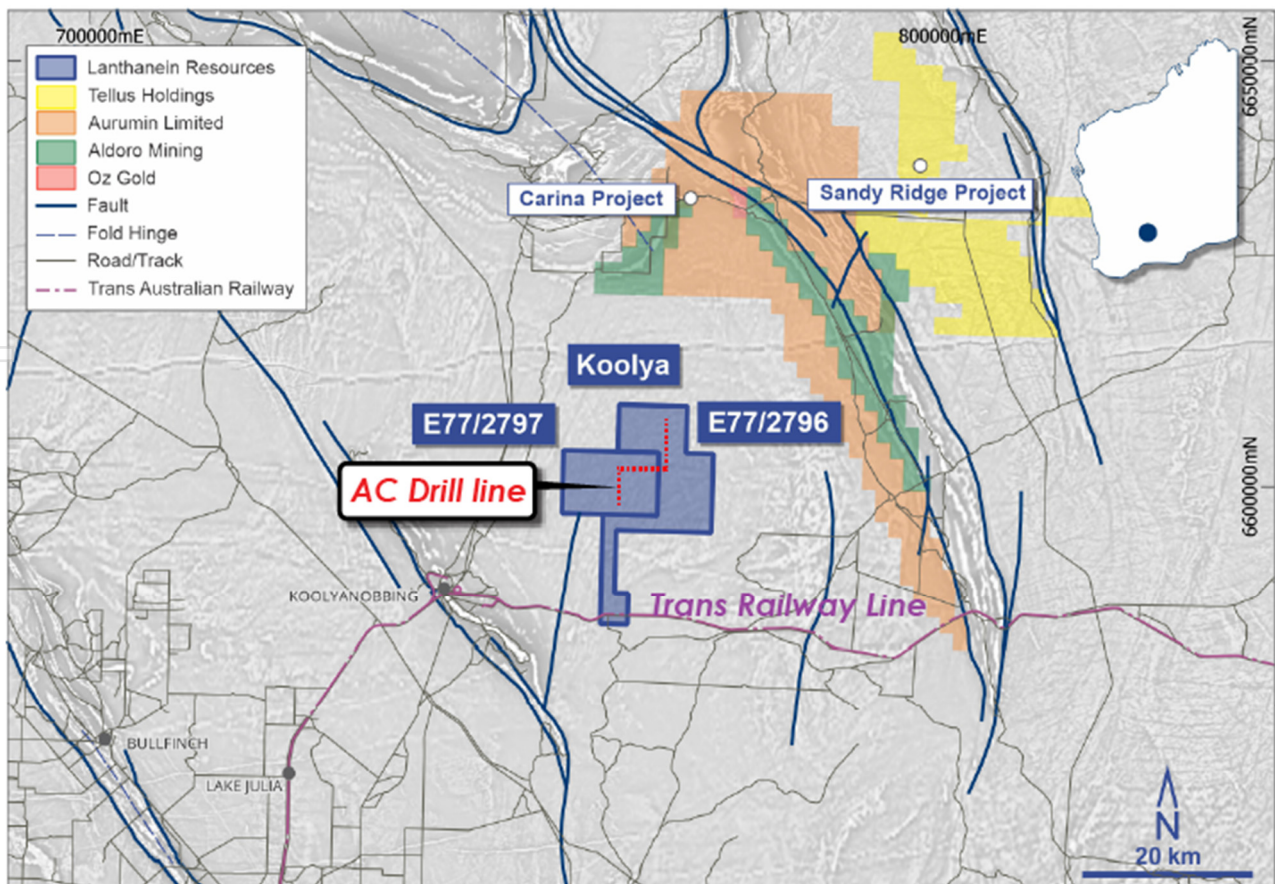 700000mE
800000mE
6650000mN
Lanthanein Resources
Tellus Holdings
Aurumin Limited
Aldoro Mining
Oz Gold
Fault
Fold Hinge
Road/Track
Trans Australian Railway
Carina Project
Sandy Ridge Project
Koolya
E77/2797
E77/2796
AC Drill line
6600000mN
KOOLYANOBBING
Trans Railway Line
BULLFINCH
LAKE JULIA
N
20 km